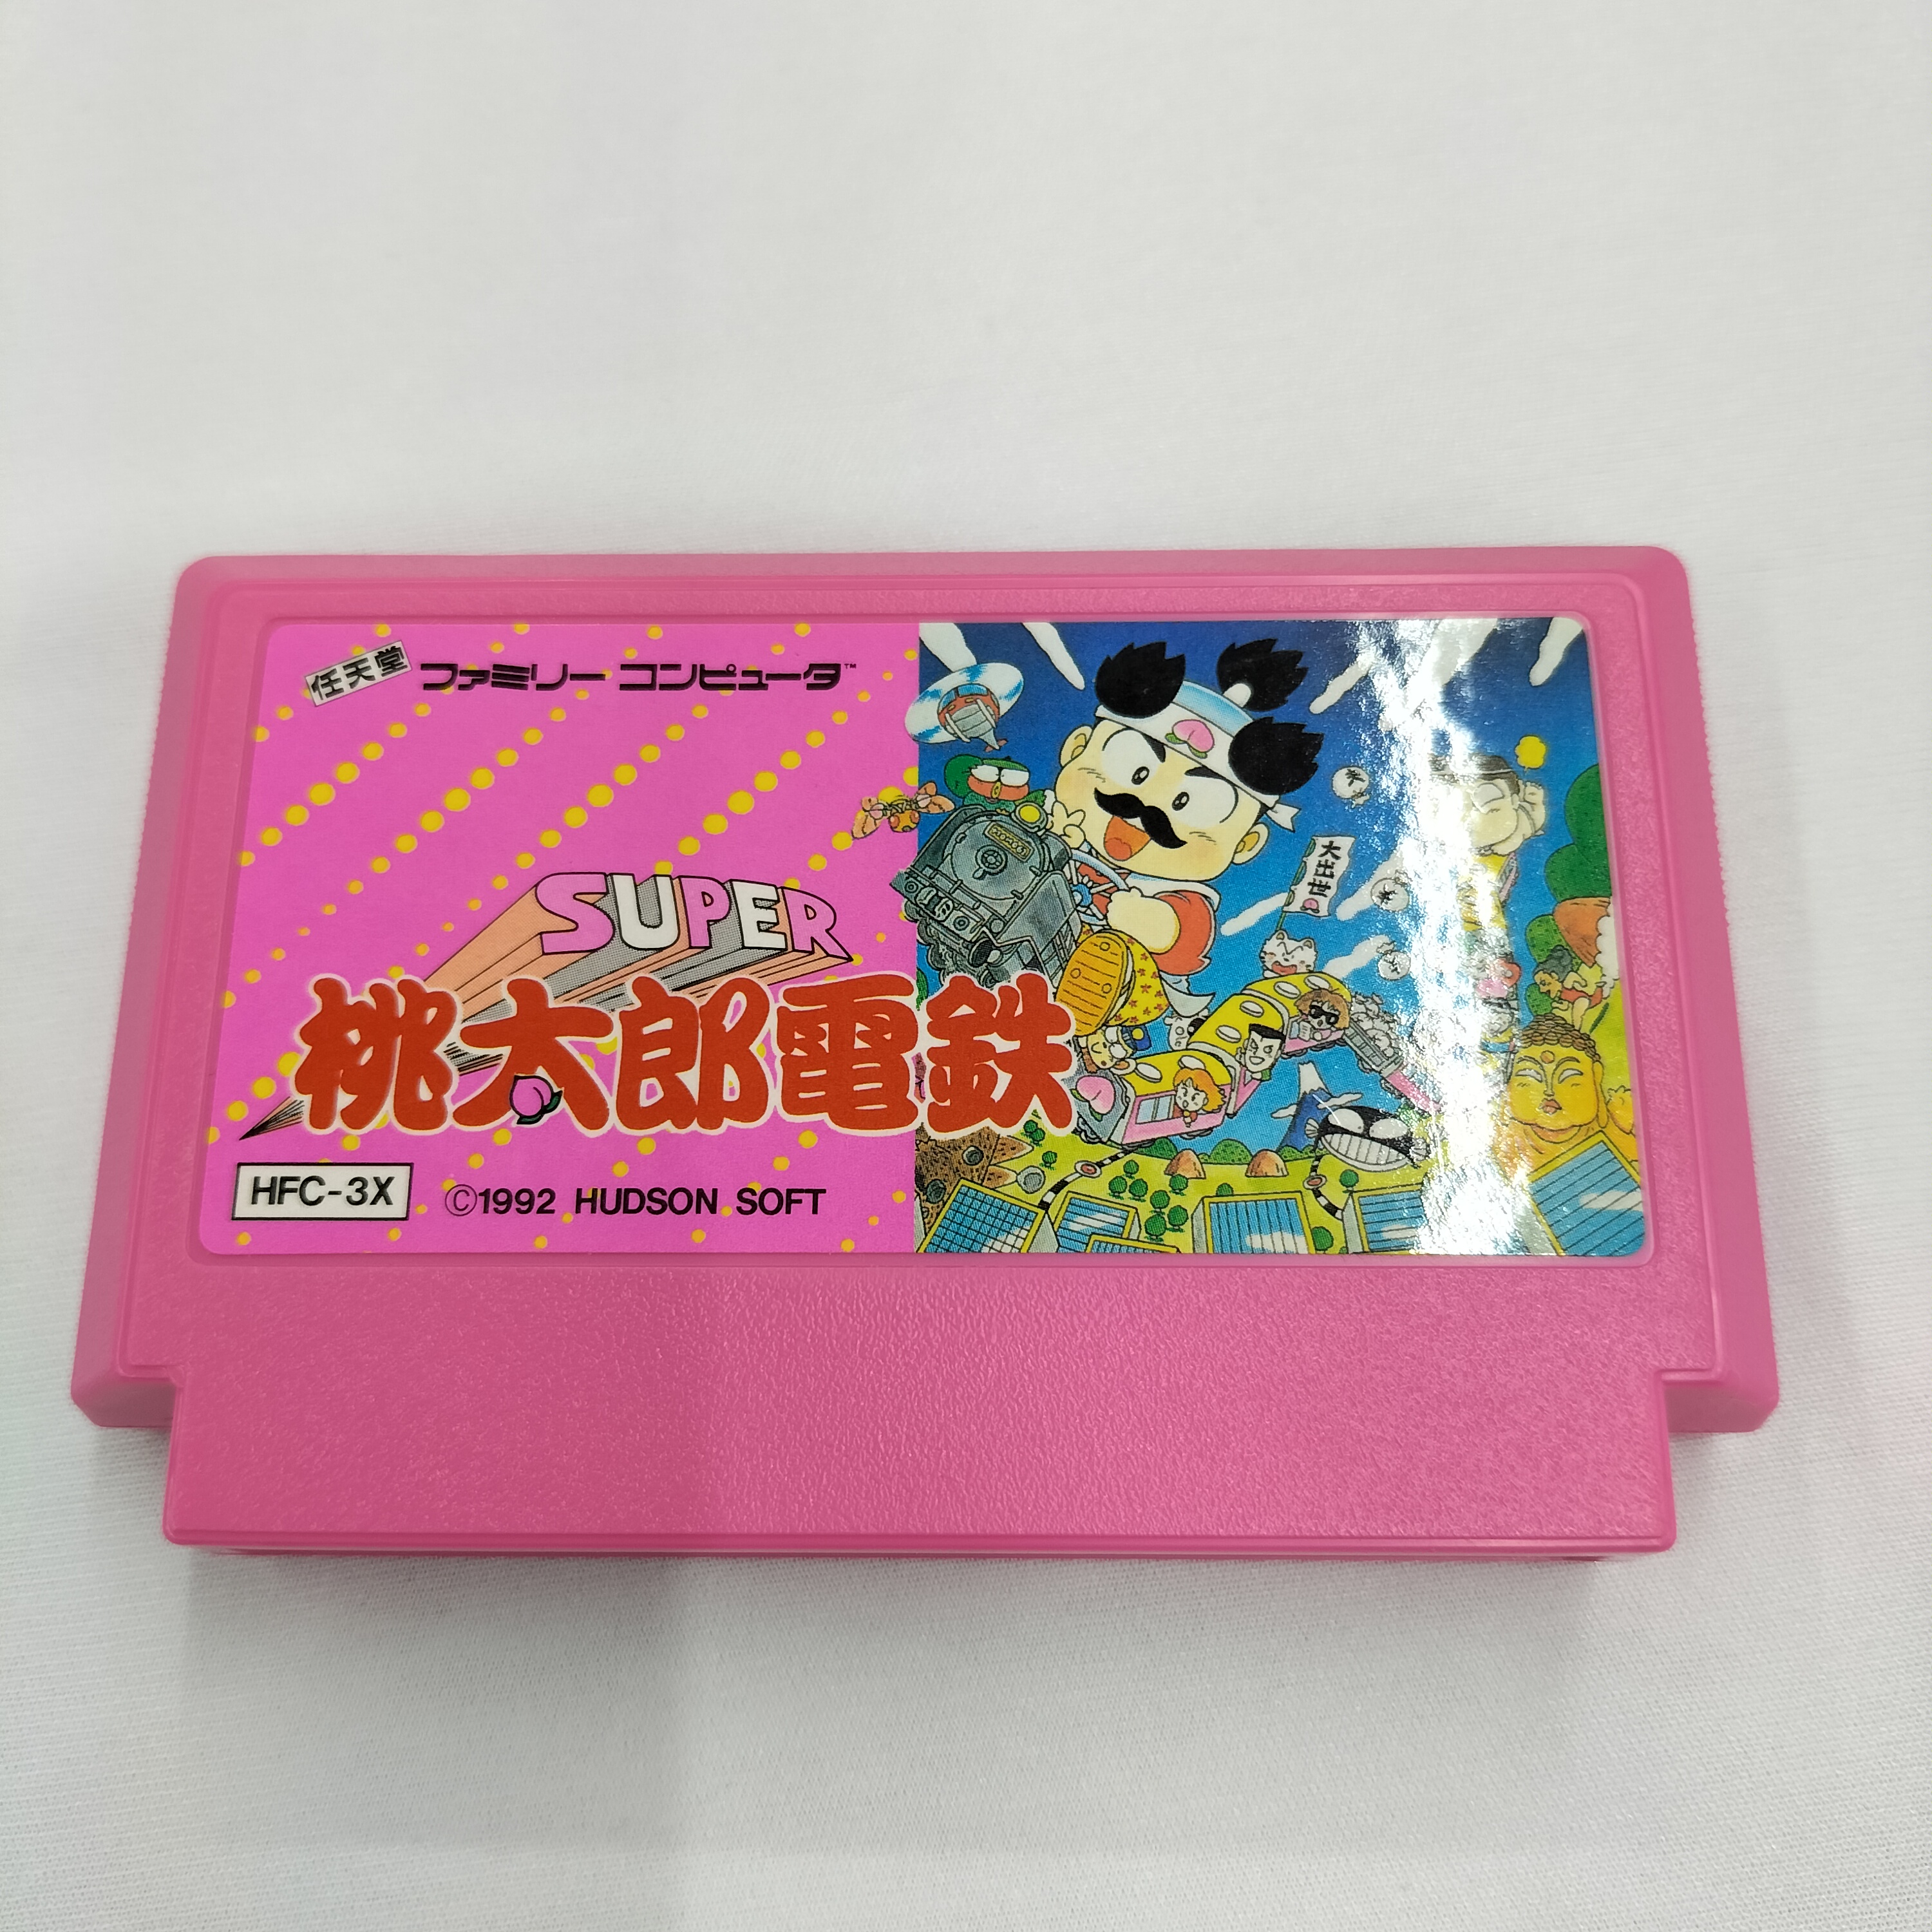 任天堂 ファミリー コンピュータ™
SUPER
桃太郎電鉄
HFC-3X ©1992 HUDSON SOFT
大出世